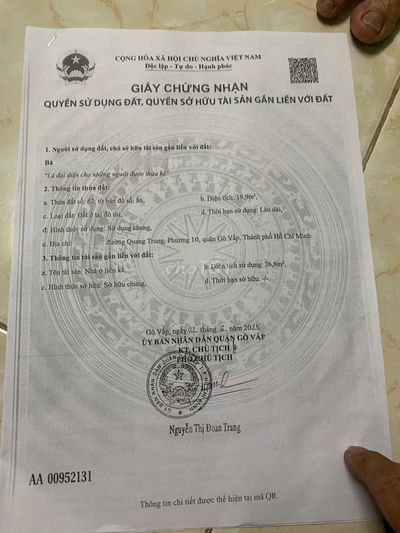 CỘNG HÒA XÃ HỘI CHỦ NGHĨA VIỆT NAM
Độc lập - Tự do - Hạnh phúc
GIẤY CHỨNG NHẬN
QUYỀN SỬ DỤNG ĐẤT, QUYỀN SỞ HỮU TÀI SẢN GẮN LIỀN VỚI ĐẤT
1. Người sử dụng đất, chủ sở hữu tài sản gắn liền với đất:
Bà
"Là đại diện cho những người được thừa kế"
2. Thông tin thửa đất:
a. Thửa đất số: 62; tờ bản đồ số: 86, b. Diện tích: 19,9m²,
c. Loại đất: Đất ở tại đô thị, d. Thời hạn sử dụng: Lâu dài,
đ. Hình thức sử dụng: Sử dụng chung,
e. Địa chỉ: đường Quang Trung, Phường 10, quận Gò Vấp, Thành phố Hồ Chí Minh.
3. Thông tin tài sản gắn liền với đất:
a. Tên tài sản: Nhà ở liền kề, b. Diện tích sử dụng: 26,8m²,
c. Hình thức sở hữu: Sở hữu chung, d. Thời hạn sở hữu: -/-.
Gò Vấp, ngày 02 tháng 6 năm 2025
ỦY BAN NHÂN DÂN QUẬN GÒ VẤP
KT. CHỦ TỊCH
PHÓ CHỦ TỊCH
Nguyễn Thị Đoan Trang
AA 00952131
Thông tin chi tiết được thể hiện tại mã QR.